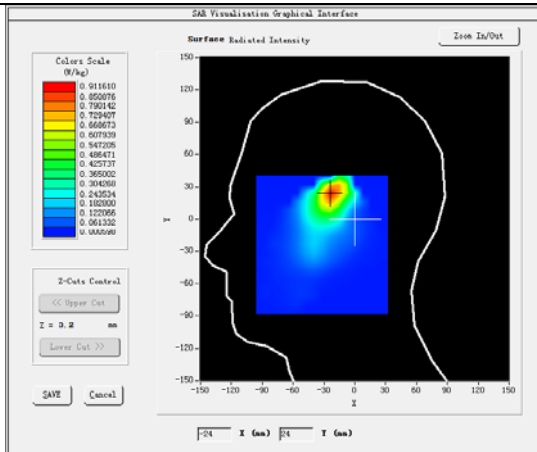 SAR Visualisation Graphical Interface
Surface Radiated Intensity
Zoom In/Out
Colors Scale
(W/kg)
0.911610
0.850876
0.790142
0.729407
0.668673
0.607939
0.547205
0.486471
0.425737
0.365002
0.304268
0.243534
0.182800
0.122066
0.061332
0.000598
Z-Cuts Control
<< Upper Cut
Z = 3.2 mm
Lower Cut >>
SAVE
Cancel
150
120
90
60
30
0
-30
-60
-90
-120
-150
Y
-150 -120 -90 -60 -30 0 30 60 90 120 150
X
-24 X (mm) 24 Y (mm)